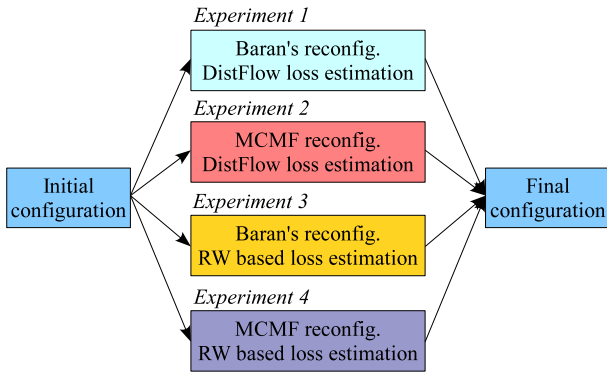 Experiment 1
Baran's reconfig.
DistFlow loss estimation
Experiment 2
MCMF reconfig.
DistFlow loss estimation
Initial
configuration
Experiment 3
Baran's reconfig.
RW based loss estimation
Final
configuration
Experiment 4
MCMF reconfig.
RW based loss estimation